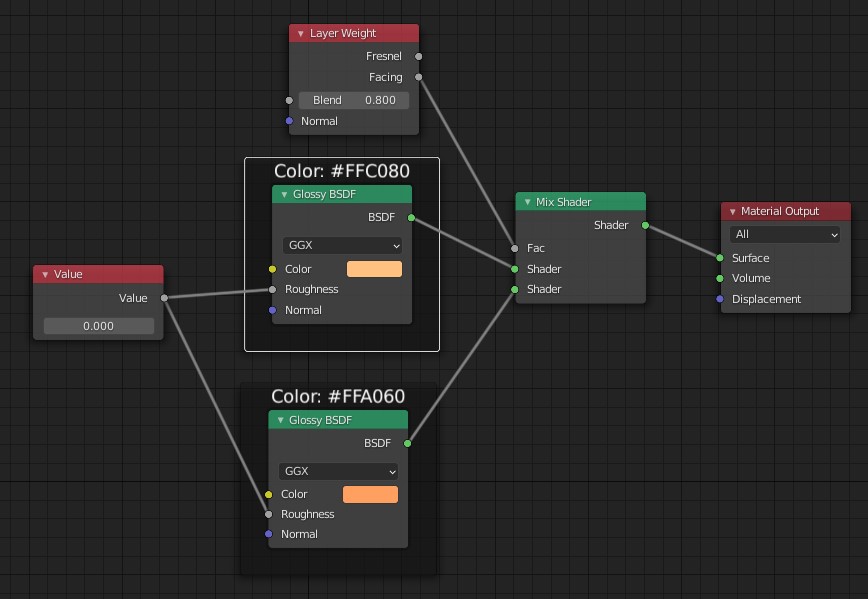 Layer Weight
Fresnel
Facing
Blend 0.800
Normal
Color: #FFC080
Glossy BSDF
BSDF
GGX
Color
Roughness
Normal
Value
Value
0.000
Color: #FFA060
Glossy BSDF
BSDF
GGX
Color
Roughness
Normal
Mix Shader
Shader
Fac
Shader
Shader
Material Output
All
Surface
Volume
Displacement